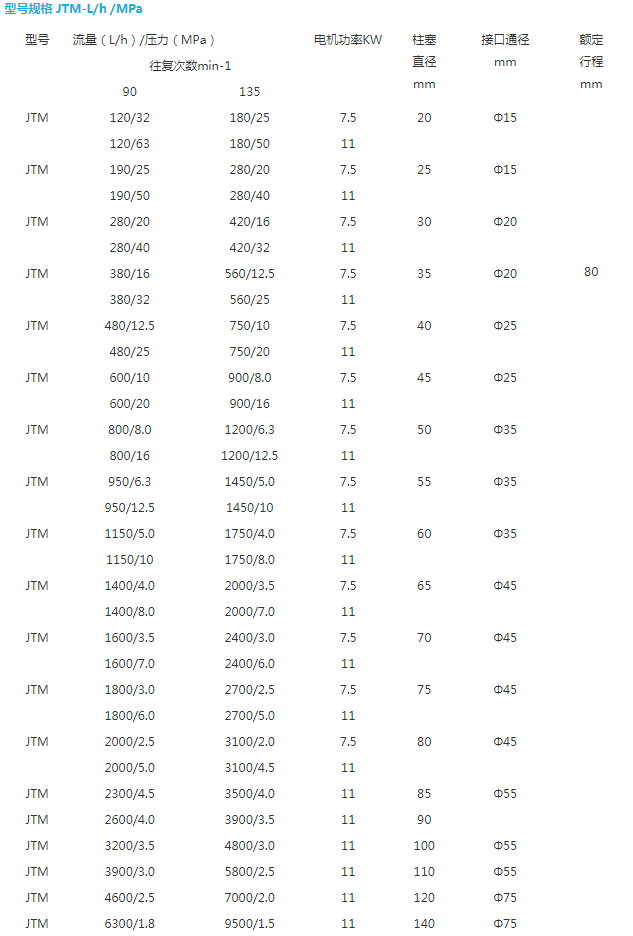 型号规格 JTM-L/h /MPa
型号 流量（L/h）/压力（MPa） 电机功率KW 柱塞 接口通径 额定
往复次数min-1 直径 mm 行程
90 135 mm mm
JTM 120/32 180/25 7.5 20 Φ15
120/63 180/50 11
JTM 190/25 280/20 7.5 25 Φ15
190/50 280/40 11
JTM 280/20 420/16 7.5 30 Φ20
280/40 420/32 11
JTM 380/16 560/12.5 7.5 35 Φ20 80
380/32 560/25 11
JTM 480/12.5 750/10 7.5 40 Φ25
480/25 750/20 11
JTM 600/10 900/8.0 7.5 45 Φ25
600/20 900/16 11
JTM 800/8.0 1200/6.3 7.5 50 Φ35
800/16 1200/12.5 11
JTM 950/6.3 1450/5.0 7.5 55 Φ35
950/12.5 1450/10 11
JTM 1150/5.0 1750/4.0 7.5 60 Φ35
1150/10 1750/8.0 11
JTM 1400/4.0 2000/3.5 7.5 65 Φ45
1400/8.0 2000/7.0 11
JTM 1600/3.5 2400/3.0 7.5 70 Φ45
1600/7.0 2400/6.0 11
JTM 1800/3.0 2700/2.5 7.5 75 Φ45
1800/6.0 2700/5.0 11
JTM 2000/2.5 3100/2.0 7.5 80 Φ45
2000/5.0 3100/4.5 11
JTM 2300/4.5 3500/4.0 11 85 Φ55
JTM 2600/4.0 3900/3.5 11 90
JTM 3200/3.5 4800/3.0 11 100 Φ55
JTM 3900/3.0 5800/2.5 11 110 Φ55
JTM 4600/2.5 7000/2.0 11 120 Φ75
JTM 6300/1.8 9500/1.5 11 140 Φ75